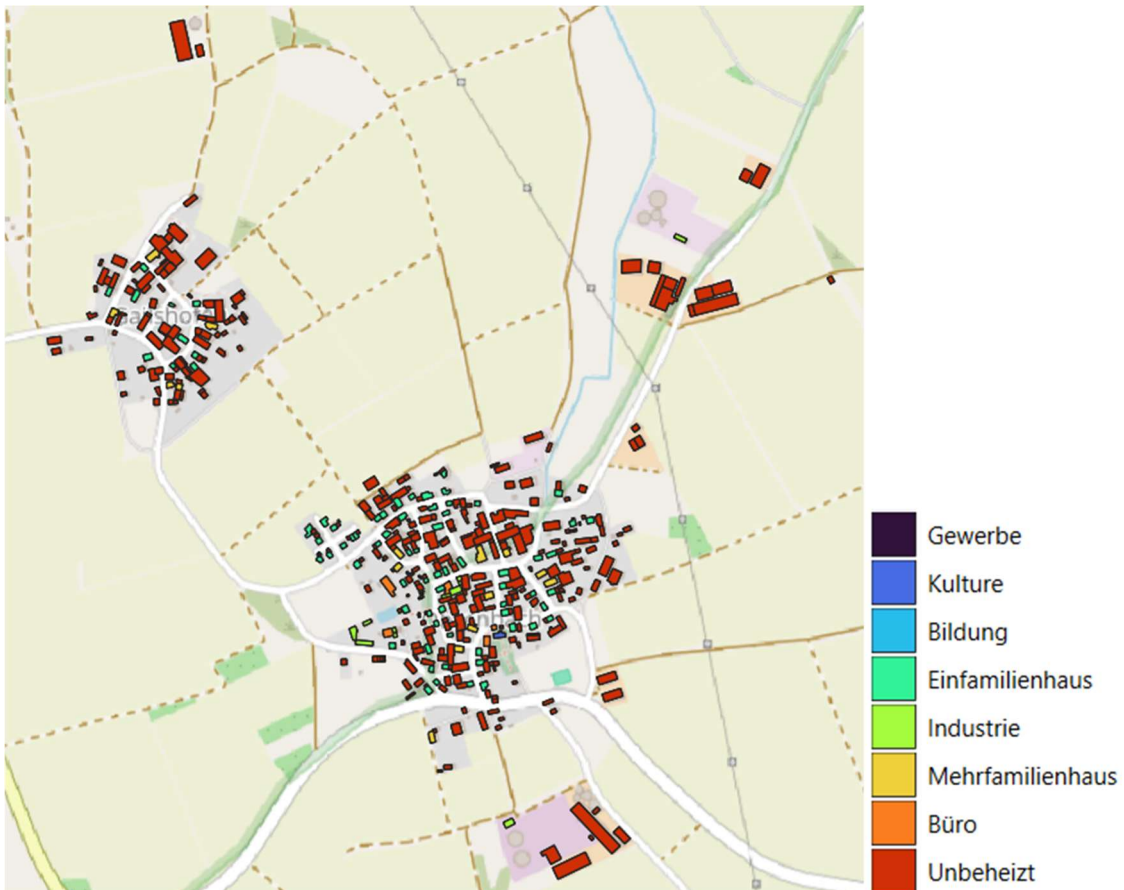 Gewerbe
Kulture
Bildung
Einfamilienhaus
Industrie
Mehrfamilienhaus
Büro
Unbeheizt